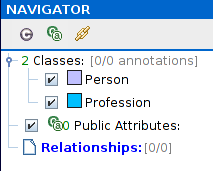 NAVIGATOR
2 Classes: [0/0 annotations]
Person
Profession
0 Public Attributes:
Relationships: [0/0]